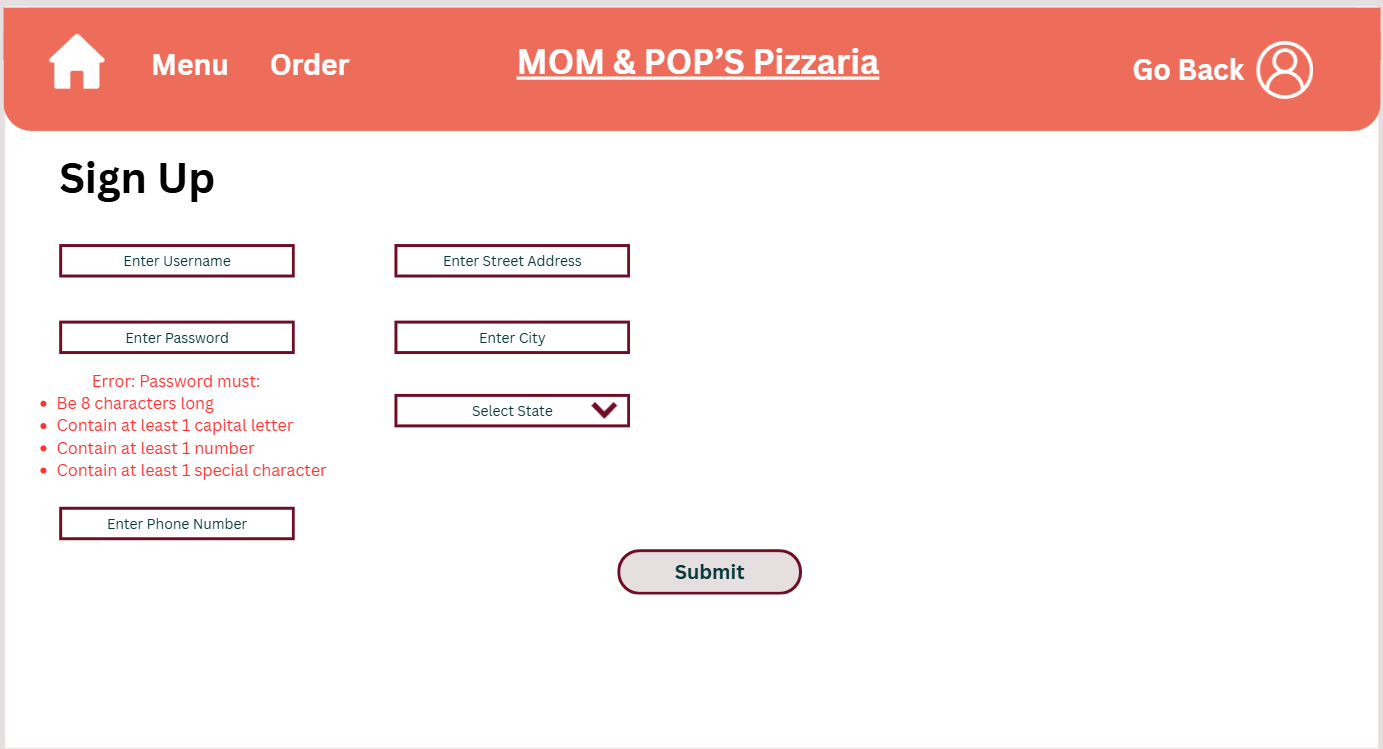 Menu Order MOM & POP’S Pizzaria Go Back
Sign Up
Enter Username
Enter Street Address
Enter Password
Enter City
Error: Password must:
Be 8 characters long
Contain at least 1 capital letter
Contain at least 1 number
Contain at least 1 special character
Select State
Enter Phone Number
Submit